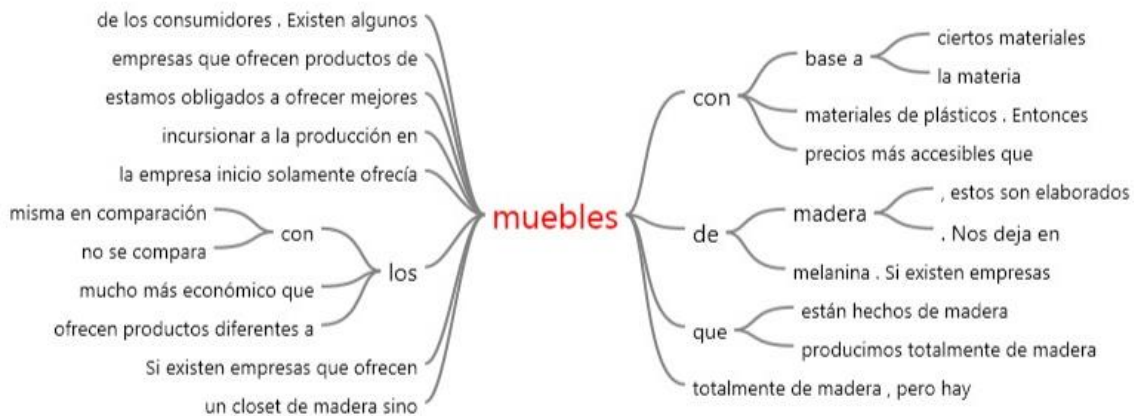 de los consumidores . Existen algunos
empresas que ofrecen productos de
estamos obligados a ofrecer mejores
incursionar a la producción en
la empresa inicio solamente ofrecía
misma en comparación
no se compara
con
mucho más económico que
ofrecen productos diferentes a
los
Si existen empresas que ofrecen
un closet de madera sino
muebles
con
base a
ciertos materiales
la materia
materiales de plásticos . Entonces
precios más accesibles que
de
madera
, estos son elaborados
. Nos deja en
melanina . Si existen empresas
que
están hechos de madera
producimos totalmente de madera
totalmente de madera , pero hay